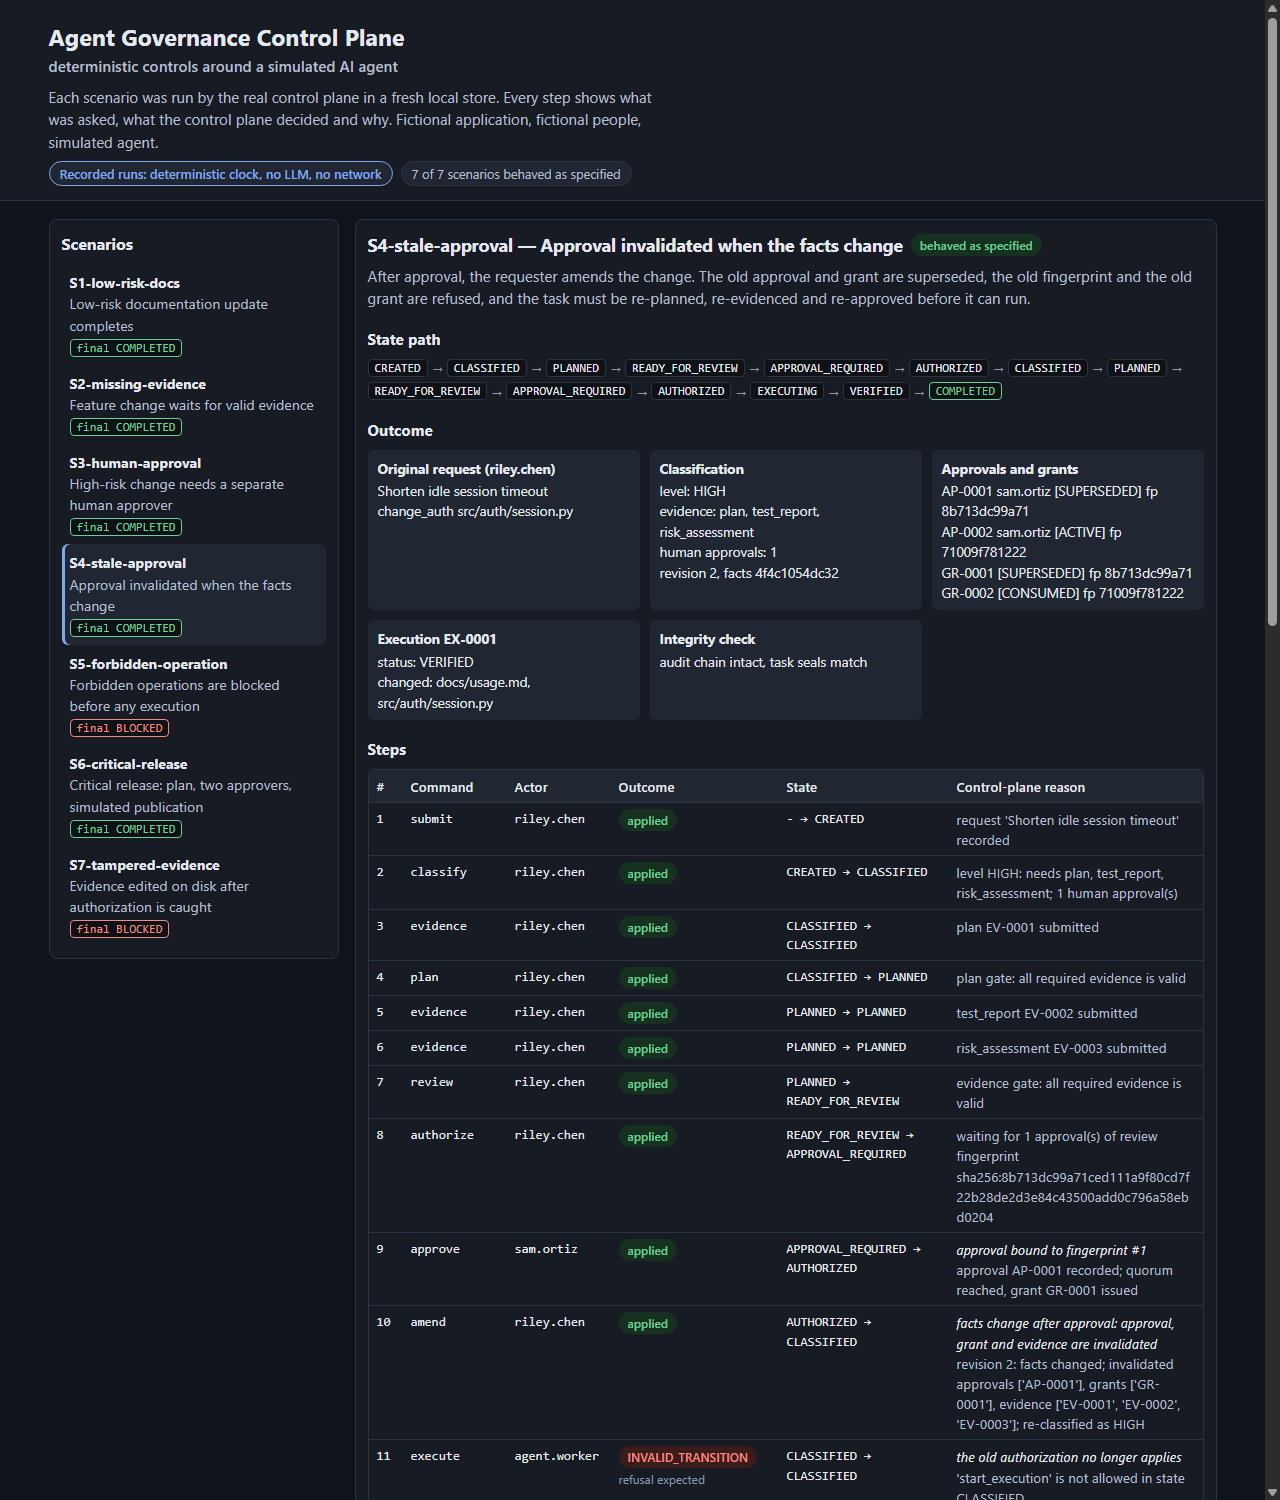 Agent Governance Control Plane
deterministic controls around a simulated AI agent
Each scenario was run by the real control plane in a fresh local store. Every step shows what
was asked, what the control plane decided and why. Fictional application, fictional people,
simulated agent.
Recorded runs: deterministic clock, no LLM, no network
7 of 7 scenarios behaved as specified
Scenarios
S1-low-risk-docs
Low-risk documentation update
completes
final COMPLETED
S2-missing-evidence
Feature change waits for valid evidence
final COMPLETED
S3-human-approval
High-risk change needs a separate
human approver
final COMPLETED
S4-stale-approval
Approval invalidated when the facts
change
final COMPLETED
S5-forbidden-operation
Forbidden operations are blocked
before any execution
final BLOCKED
S6-critical-release
Critical release: plan, two approvers,
simulated publication
final COMPLETED
S7-tampered-evidence
Evidence edited on disk after
authorization is caught
final BLOCKED
S4-stale-approval — Approval invalidated when the facts change
behaved as specified
After approval, the requester amends the change. The old approval and grant are superseded, the old fingerprint and the old
grant are refused, and the task must be re-planned, re-evidenced and re-approved before it can run.
State path
CREATED → CLASSIFIED → PLANNED → READY_FOR_REVIEW → APPROVAL_REQUIRED → AUTHORIZED → CLASSIFIED → PLANNED →
READY_FOR_REVIEW → APPROVAL_REQUIRED → AUTHORIZED → EXECUTING → VERIFIED → COMPLETED
Outcome
Original request (riley.chen)
Shorten idle session timeout
change_auth src/auth/session.py
Classification
level: HIGH
evidence: plan, test_report,
risk_assessment
human approvals: 1
revision 2, facts 4f4c1054dc32
Approvals and grants
AP-0001 sam.ortiz [SUPERSEDED] fp
8b713dc99a71
AP-0002 sam.ortiz [ACTIVE] fp
71009f781222
GR-0001 [SUPERSEDED] fp 8b713dc99a71
GR-0002 [CONSUMED] fp 71009f781222
Execution EX-0001
status: VERIFIED
changed: docs/usage.md,
src/auth/session.py
Integrity check
audit chain intact, task seals match
Steps
# Command Actor Outcome State Control-plane reason
1 submit riley.chen applied - → CREATED request 'Shorten idle session timeout'
recorded
2 classify riley.chen applied CREATED → CLASSIFIED level HIGH: needs plan, test_report,
risk_assessment; 1 human approval(s)
3 evidence riley.chen applied CLASSIFIED → plan EV-0001 submitted
CLASSIFIED
4 plan riley.chen applied CLASSIFIED → PLANNED plan gate: all required evidence is valid
5 evidence riley.chen applied PLANNED → PLANNED test_report EV-0002 submitted
6 evidence riley.chen applied PLANNED → PLANNED risk_assessment EV-0003 submitted
7 review riley.chen applied PLANNED → evidence gate: all required evidence is
READY_FOR_REVIEW valid
8 authorize riley.chen applied READY_FOR_REVIEW → waiting for 1 approval(s) of review
APPROVAL_REQUIRED fingerprint
sha256:8b713dc99a71ced111a9f80cd7f
22b28de2d3e84c43500add0c796a58eb
d0204
9 approve sam.ortiz applied APPROVAL_REQUIRED → approval bound to fingerprint #1
AUTHORIZED approval AP-0001 recorded; quorum
reached, grant GR-0001 issued
10 amend riley.chen applied AUTHORIZED → facts change after approval: approval,
CLASSIFIED grant and evidence are invalidated
revision 2: facts changed; invalidated
approvals ['AP-0001'], grants ['GR-
0001'], evidence ['EV-0001', 'EV-0002',
'EV-0003']; re-classified as HIGH
11 execute agent.worker INVALID_TRANSITION CLASSIFIED → the old authorization no longer applies
refusal expected CLASSIFIED 'start_execution' is not allowed in state
CLASSIFIED